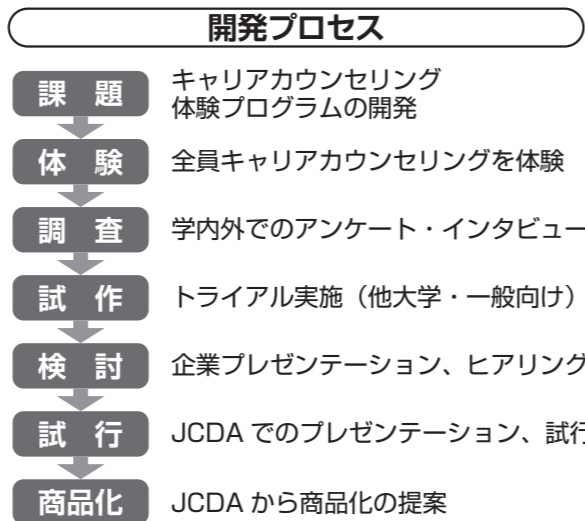 開発プロセス
課 題
キャリアカウンセリング
体験プログラムの開発
体 験
全員キャリアカウンセリングを体験
調 査
学内外でのアンケート・インタビュー
試 作
トライアル実施（他大学・一般向け）
検 討
企業プレゼンテーション、ヒアリング
試 行
JCDA でのプレゼンテーション、試行
商品化
JCDA から商品化の提案